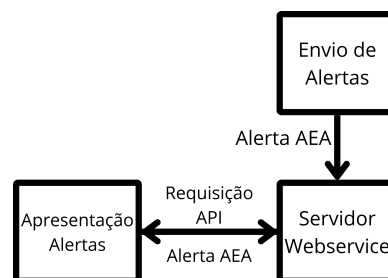 Envio de
Alertas
Alerta AEA
Requisição
API
Apresentação
Alertas
Alerta AEA
Servidor
Webservice